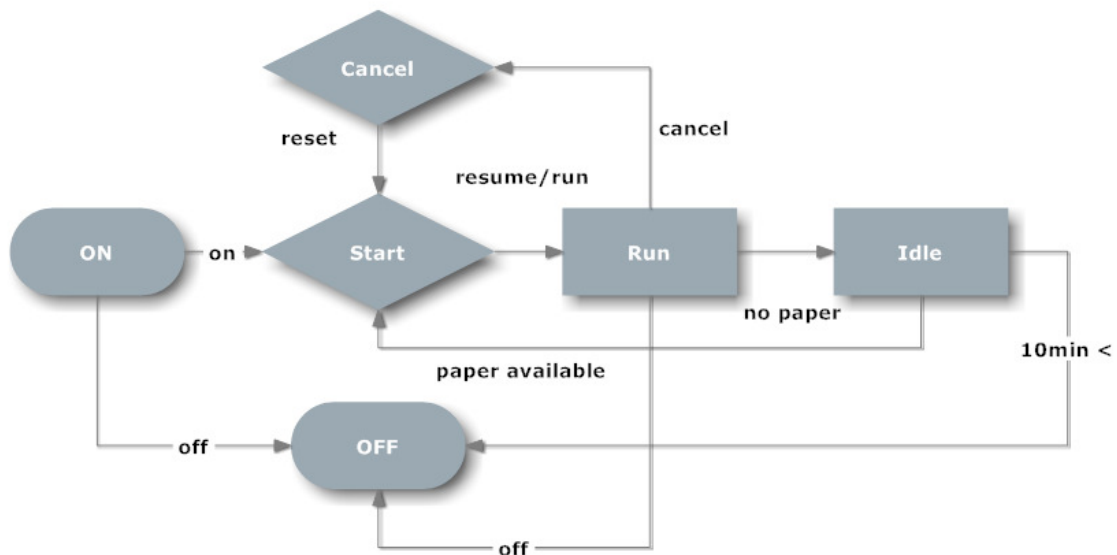 Cancel
reset
cancel
resume/run
ON
on
Start
Run
Idle
no paper
10min <
paper available
off
OFF
off